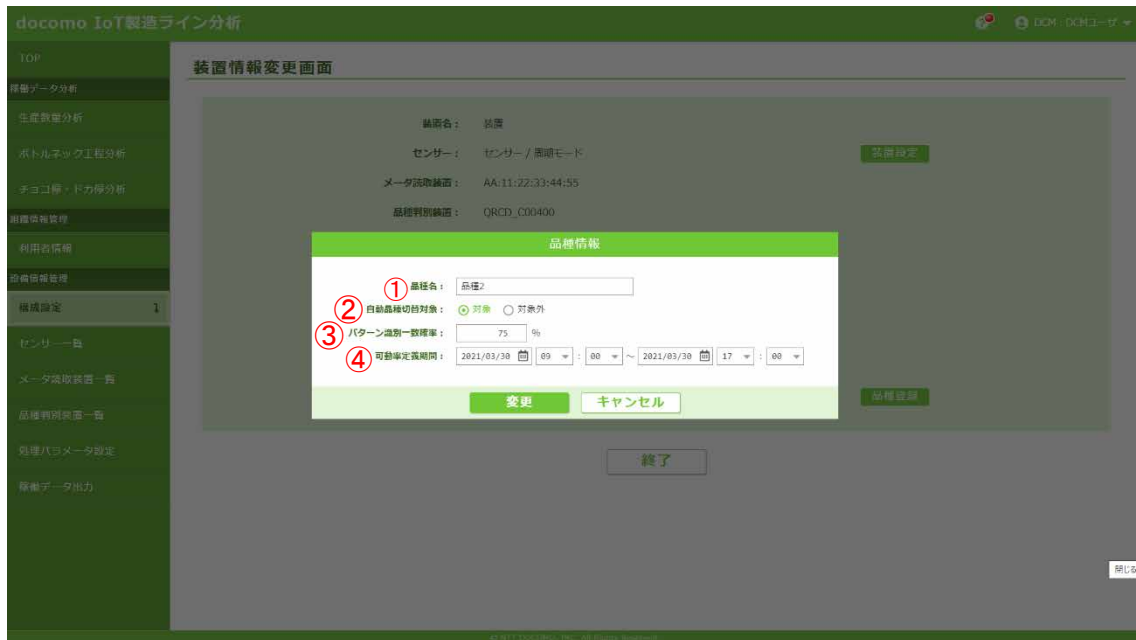 docomo IoT製造ライン分析
DCM : DCMユーザ
TOP
装置情報変更画面
稼働データ分析
生産数量分析
ボトルネック工程分析
チョコ停・ドカ停分析
組織情報管理
利用者情報
設備情報管理
構成設定
センサー一覧
メータ読取装置一覧
品種判別装置一覧
処理パラメータ設定
稼働データ出力
装置名 : 装置
センサー : センサー / 周期モード
装置設定
メータ読取装置 : AA:11:22:33:44:55
品種判別装置 : QRCD_C00400
品種情報
① 品種名 : 品種2
② 自動品種切替対象 : 対象 対象外
③ パターン識別一致確率 : 75 %
④ 可動率定義期間 : 2021/03/30 09 : 00 ~ 2021/03/30 17 : 00
変更 キャンセル
品種登録
終了
閉じる
(c) NTT DOCOMO, INC. All Rights Reserved.